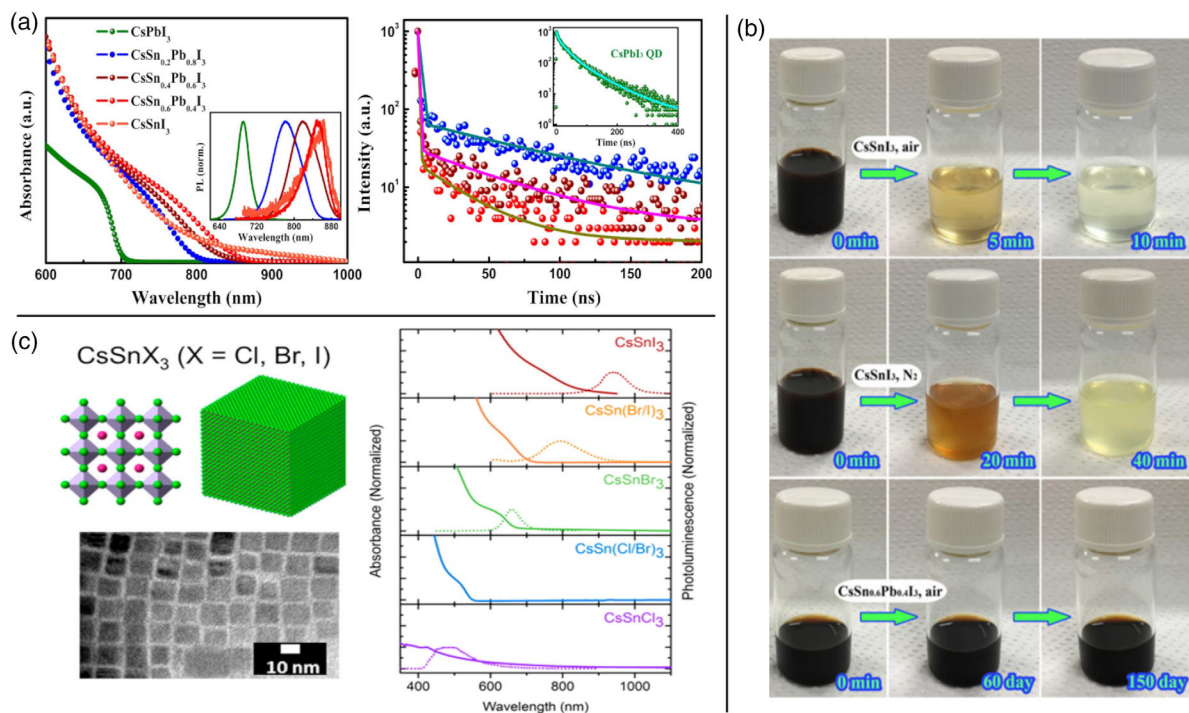 (a)
CsPbI₃
CsSn₀.₂Pb₀.₈I₃
CsSn₀.₄Pb₀.₆I₃
CsSn₀.₆Pb₀.₄I₃
CsSnI₃
Absorbance (a.u.)
PL (norm.)
640 720 800 880
Wavelength (nm)
600 700 800 900 1000
Wavelength (nm)
Intensity (a.u.)
10³
10²
10¹
CsPbI₃ QD
10³
10²
10¹
10⁰
0 200 400
Time (ns)
0 50 100 150 200
Time (ns)
(b)
CsSnI₃, air
0 min 5 min 10 min
CsSnI₃, N₂
0 min 20 min 40 min
CsSn₀.₆Pb₀.₄I₃, air
0 min 60 day 150 day
(c)
CsSnX₃ (X = Cl, Br, I)
10 nm
Absorbance (Normalized)
CsSnI₃
CsSn(Br/I)₃
CsSnBr₃
CsSn(Cl/Br)₃
CsSnCl₃
Photoluminescence (Normalized)
400 600 800 1000
Wavelength (nm)